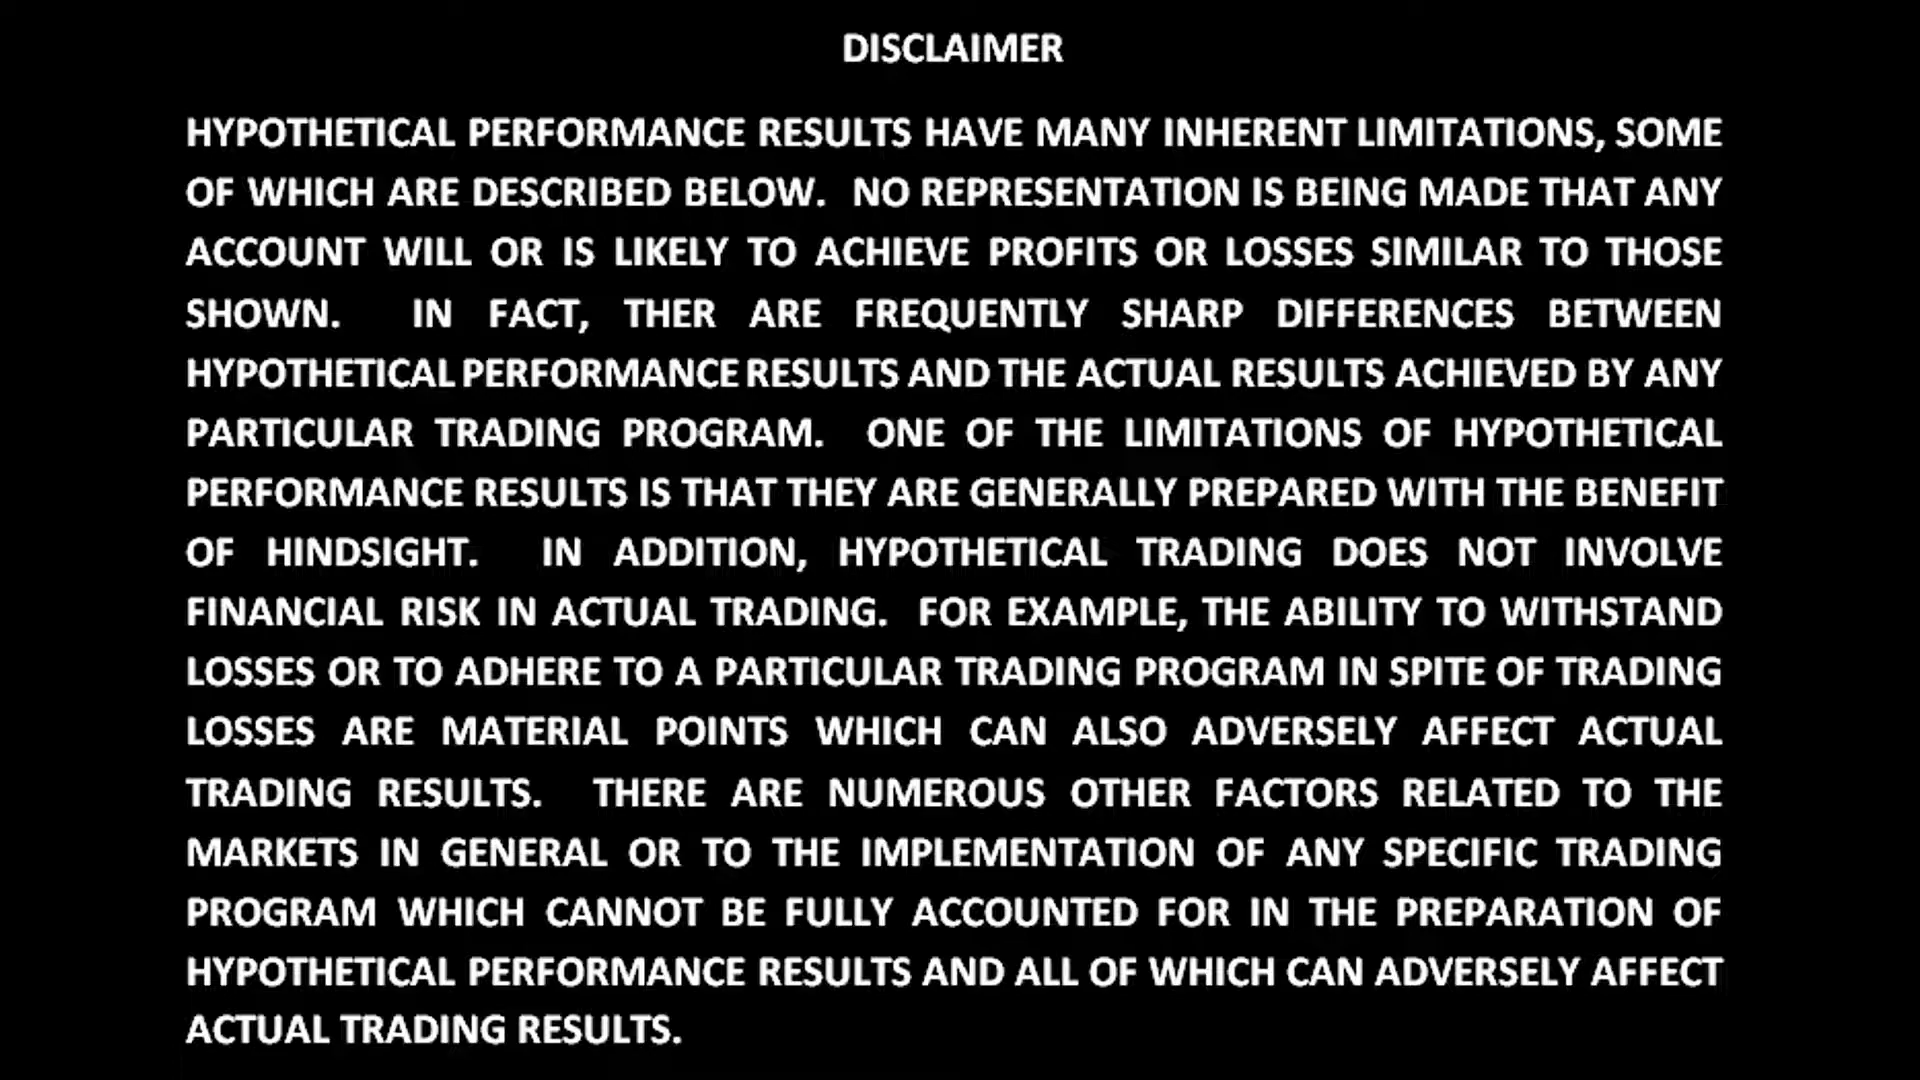 DISCLAIMER
HYPOTHETICAL PERFORMANCE RESULTS HAVE MANY INHERENT LIMITATIONS, SOME
OF WHICH ARE DESCRIBED BELOW.  NO REPRESENTATION IS BEING MADE THAT ANY
ACCOUNT WILL OR IS LIKELY TO ACHIEVE PROFITS OR LOSSES SIMILAR TO THOSE
SHOWN.  IN FACT, THER ARE FREQUENTLY SHARP DIFFERENCES BETWEEN
HYPOTHETICAL PERFORMANCE RESULTS AND THE ACTUAL RESULTS ACHIEVED BY ANY
PARTICULAR TRADING PROGRAM.  ONE OF THE LIMITATIONS OF HYPOTHETICAL
PERFORMANCE RESULTS IS THAT THEY ARE GENERALLY PREPARED WITH THE BENEFIT
OF HINDSIGHT.  IN ADDITION, HYPOTHETICAL TRADING DOES NOT INVOLVE
FINANCIAL RISK IN ACTUAL TRADING.  FOR EXAMPLE, THE ABILITY TO WITHSTAND
LOSSES OR TO ADHERE TO A PARTICULAR TRADING PROGRAM IN SPITE OF TRADING
LOSSES ARE MATERIAL POINTS WHICH CAN ALSO ADVERSELY AFFECT ACTUAL
TRADING RESULTS.  THERE ARE NUMEROUS OTHER FACTORS RELATED TO THE
MARKETS IN GENERAL OR TO THE IMPLEMENTATION OF ANY SPECIFIC TRADING
PROGRAM WHICH CANNOT BE FULLY ACCOUNTED FOR IN THE PREPARATION OF
HYPOTHETICAL PERFORMANCE RESULTS AND ALL OF WHICH CAN ADVERSELY AFFECT
ACTUAL TRADING RESULTS.